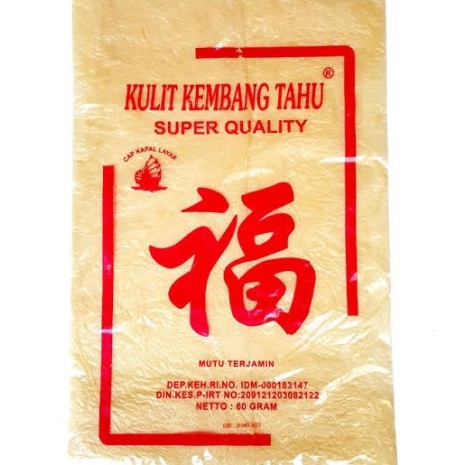 KULIT KEMBANG TAHU®
SUPER QUALITY
CAP KAPAL LAYAR
福
MUTU TERJAMIN
DEP.KEH.RI.NO. IDM-000183147
DIN.KES.P-IRT NO:209121203082122
NETTO : 60 GRAM